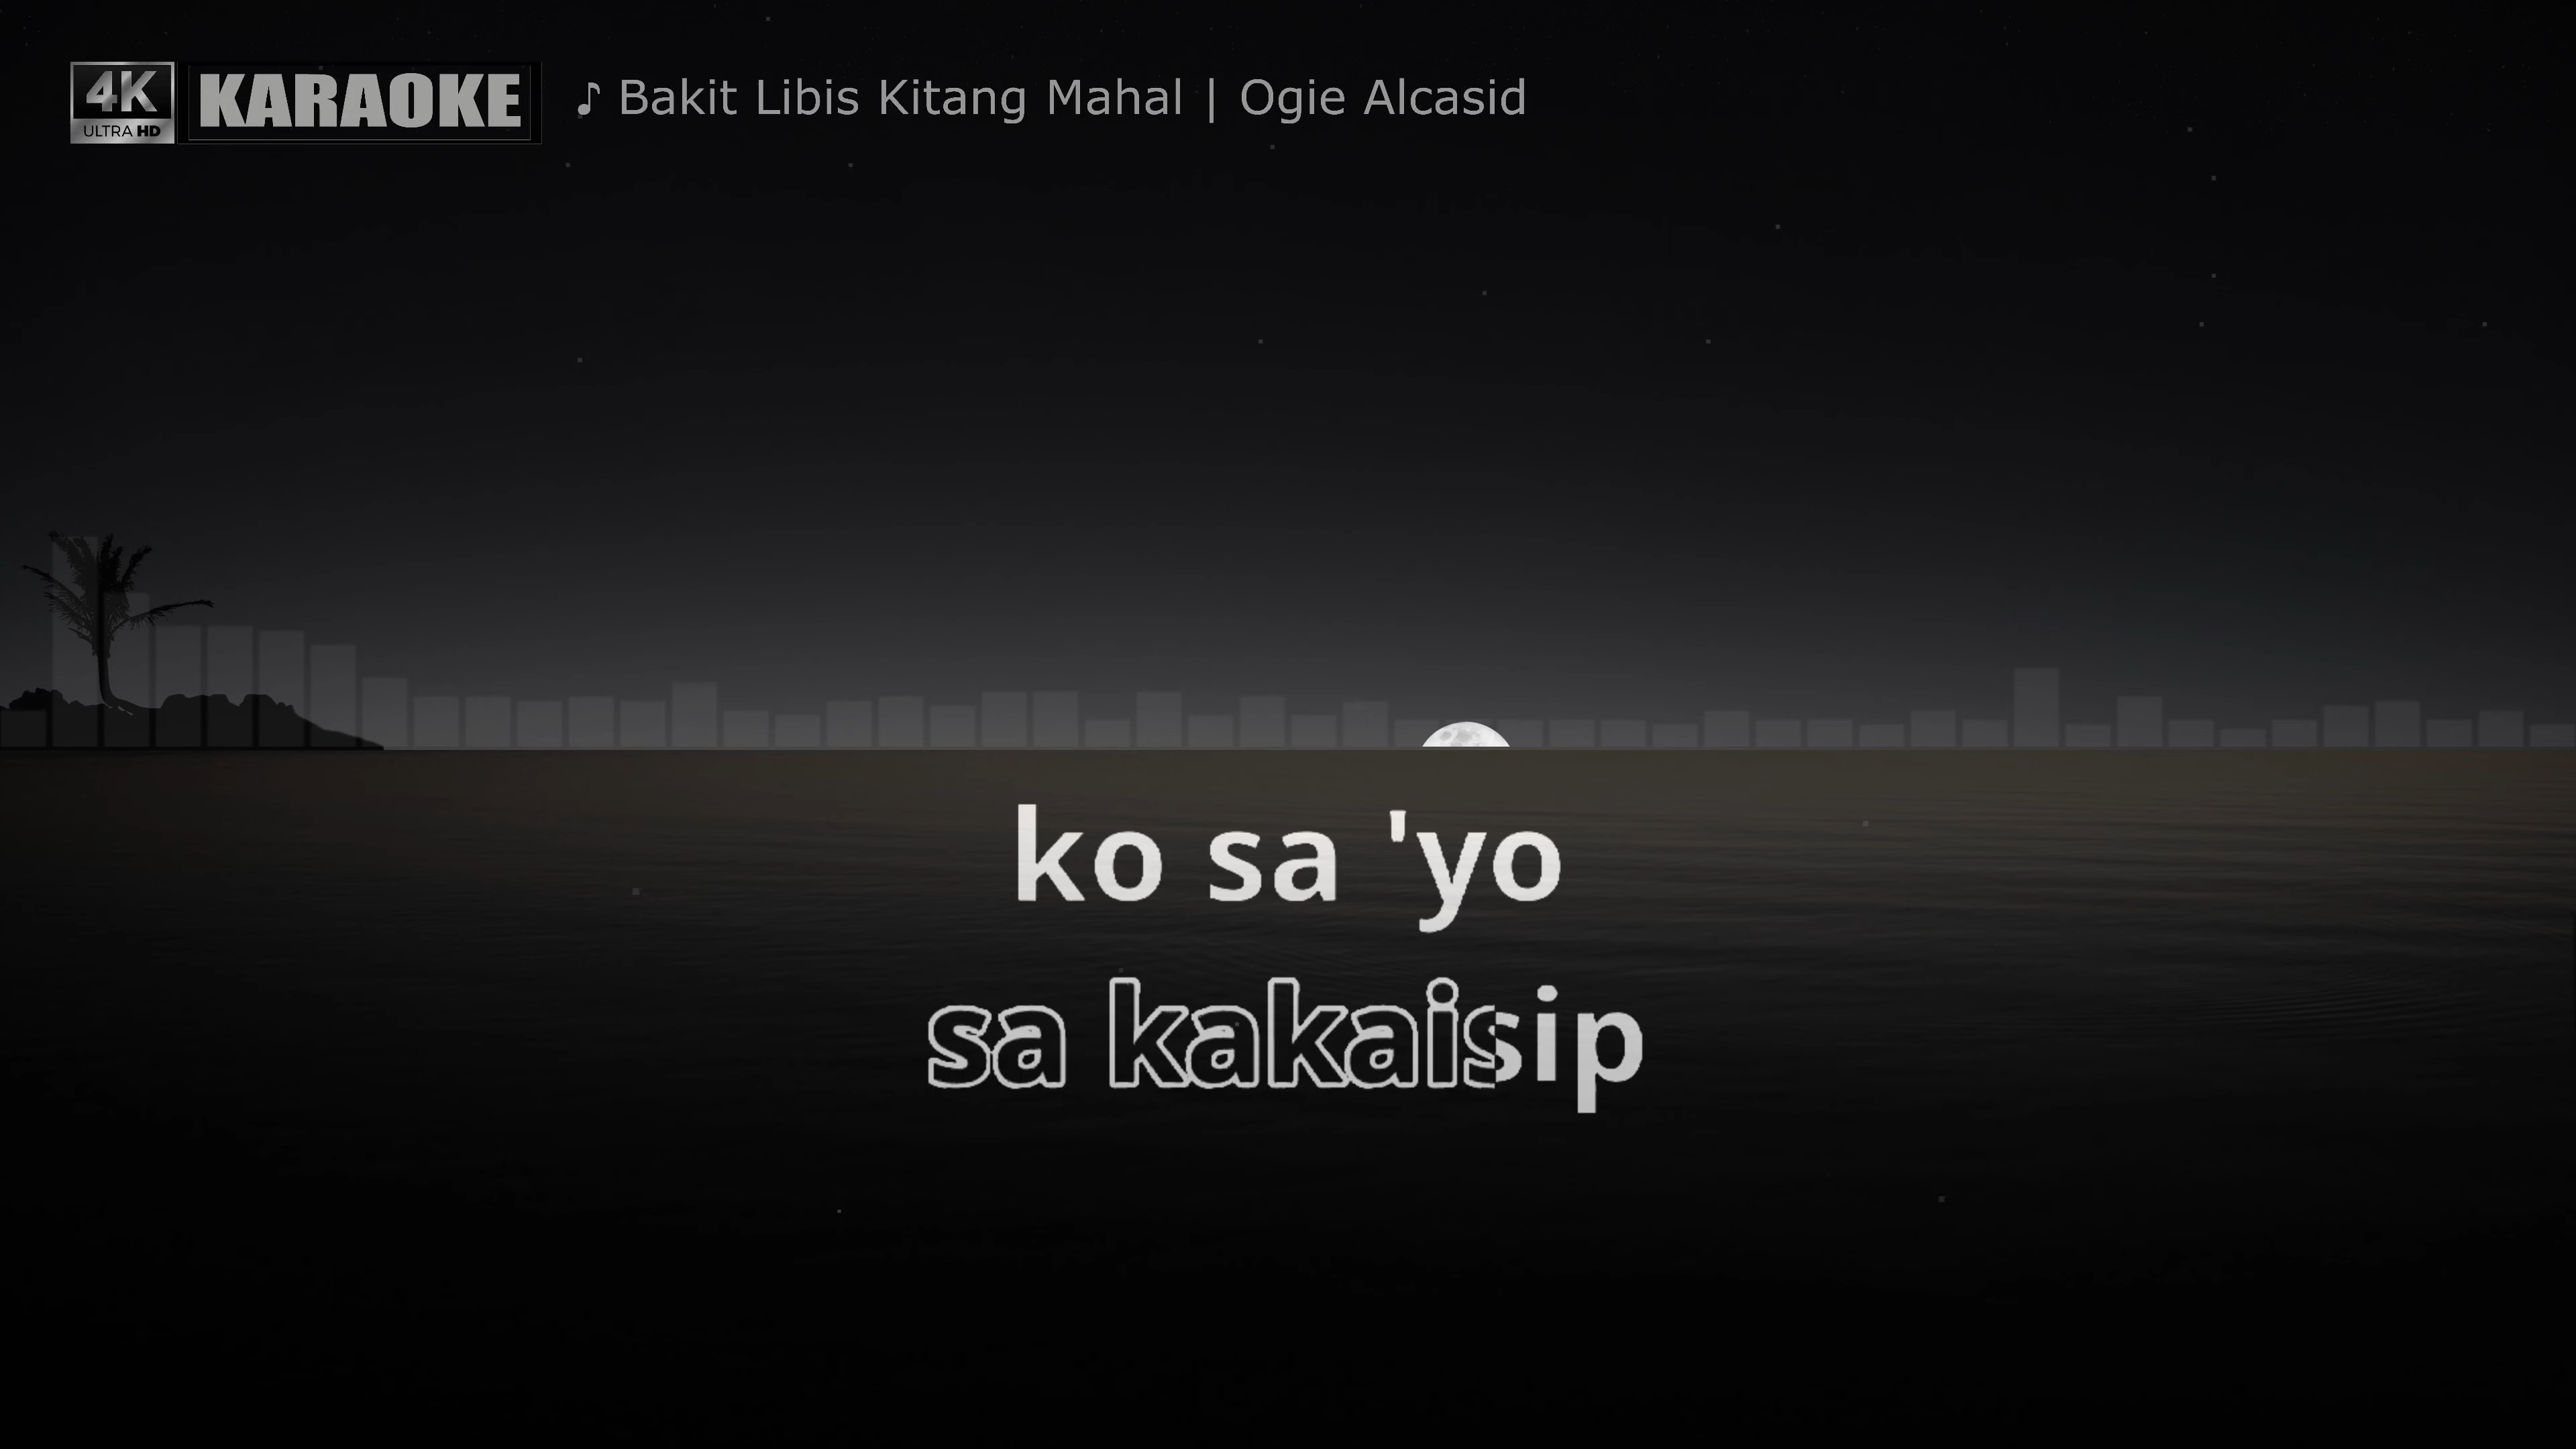 4K ULTRA HD KARAOKE ♪ Bakit Libis Kitang Mahal | Ogie Alcasid
ko sa 'yo
sa kakaisip